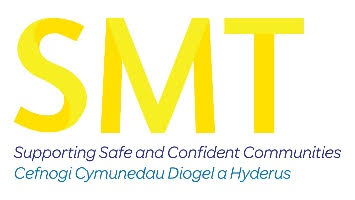 SMT
Supporting Safe and Confident Communities
Cefnogi Cymunedau Diogel a Hyderus